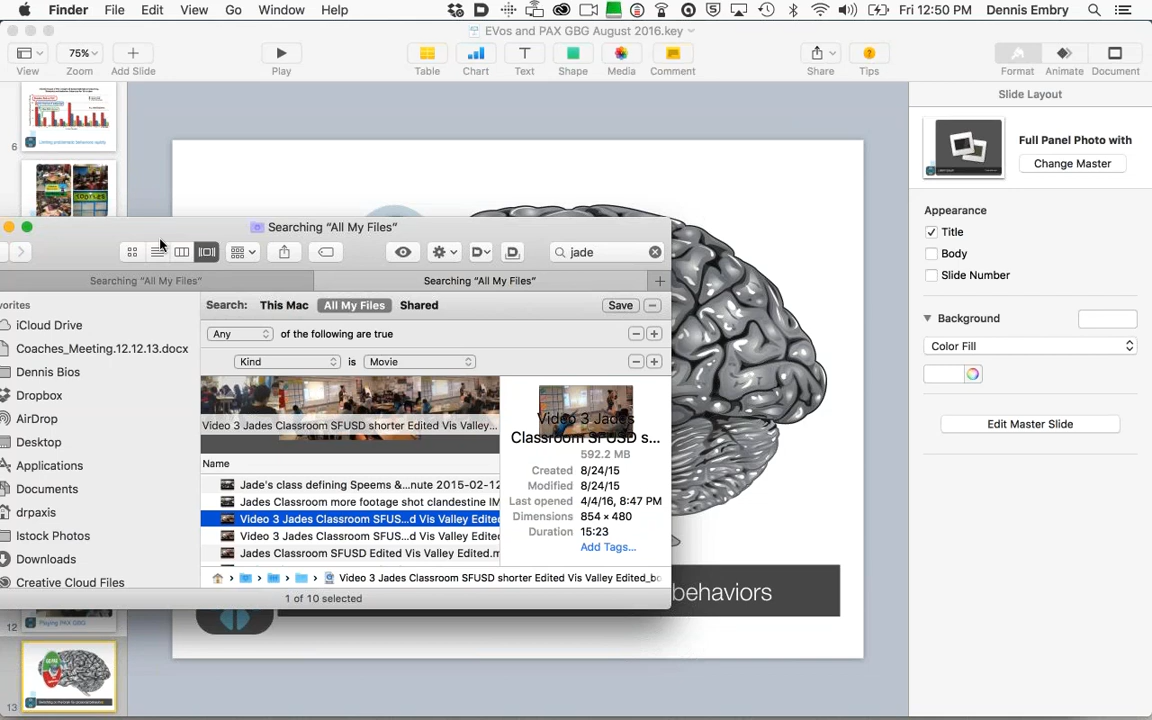 Finder File Edit View Go Window Help
Fri 12:50 PM Dennis Embry
EVos and PAX GBG August 2016.key
75%
View Zoom Add Slide Play Table Chart Text Shape Media Comment Share Tips Format Animate Document
Slide Layout
Full Panel Photo with
Change Master
Appearance
Title
Body
Slide Number
Background
Color Fill
Edit Master Slide
6
12
Playing PAX GBG
13
behaviors
Searching “All My Files”
jade
Searching “All My Files”
Searching “All My Files”
Search: This Mac All My Files Shared Save
Any of the following are true
Kind is Movie
vorites
iCloud Drive
Coaches_Meeting.12.12.13.docx
Dennis Bios
Dropbox
AirDrop
Desktop
Applications
Documents
drpaxis
Istock Photos
Downloads
Creative Cloud Files
Video 3 Jades Classroom SFUSD shorter Edited Vis Valley...
Name
Jade's class defining Speems &...nute 2015-02-12
Jades Classroom more footage shot clandestine IM
Video 3 Jades Classroom SFUS...d Vis Valley Edited
Video 3 Jades Classroom SFUS...d Vis Valley Edited
Jades Classroom SFUSD Edited Vis Valley Edited.m
Video 3 Jades
Classroom SFUSD s...
592.2 MB
Created 8/24/15
Modified 8/24/15
Last opened 4/4/16, 8:47 PM
Dimensions 854 × 480
Duration 15:23
Add Tags...
Video 3 Jades Classroom SFUSD shorter Edited Vis Valley Edited_bo
1 of 10 selected